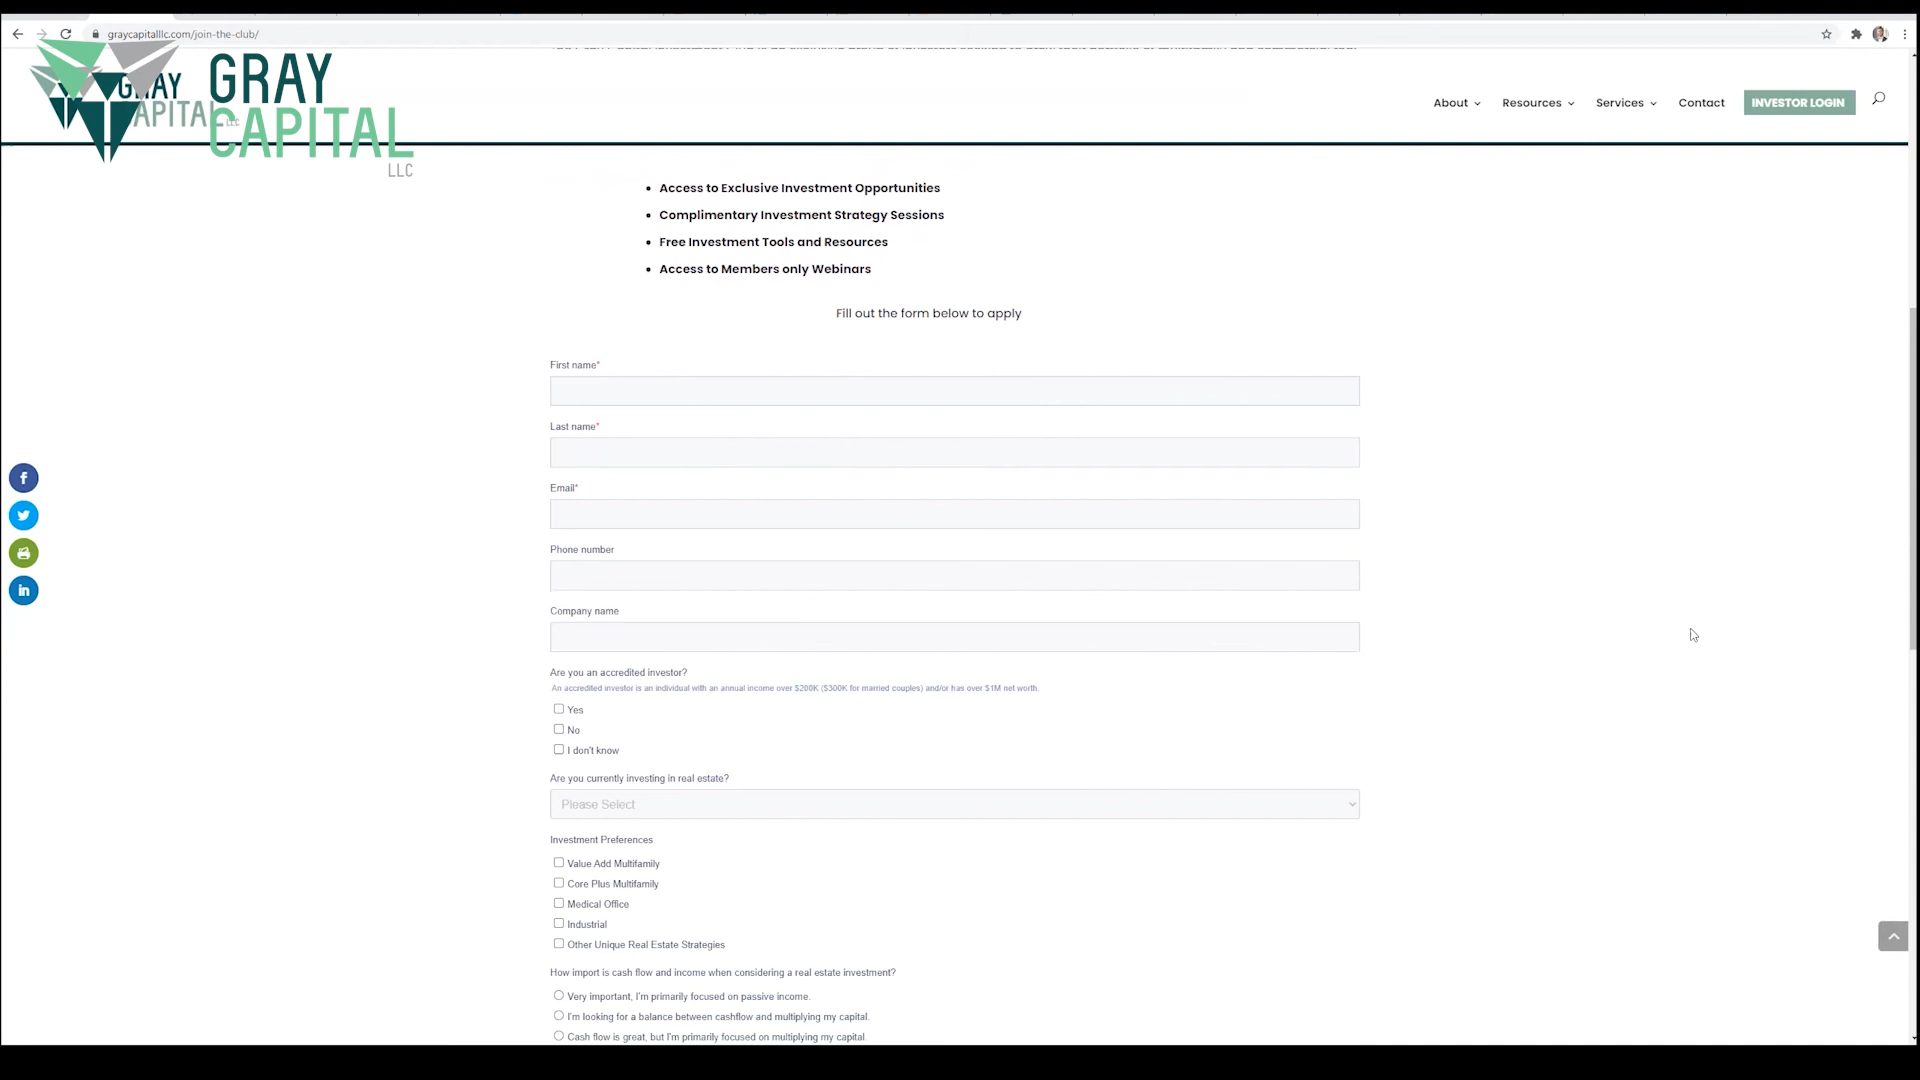 graycapitalllc.com/join-the-club/
GRAY
CAPITAL
LLC
GRAY
CAPITAL
LLC
About
Resources
Services
Contact
INVESTOR LOGIN
Access to Exclusive Investment Opportunities
Complimentary Investment Strategy Sessions
Free Investment Tools and Resources
Access to Members only Webinars
Fill out the form below to apply
First name*
Last name*
Email*
Phone number
Company name
Are you an accredited investor?
An accredited investor is an individual with an annual income over $200K ($300K for married couples) and/or has over $1M net worth.
Yes
No
I don't know
Are you currently investing in real estate?
Please Select
Investment Preferences
Value Add Multifamily
Core Plus Multifamily
Medical Office
Industrial
Other Unique Real Estate Strategies
How import is cash flow and income when considering a real estate investment?
Very important, I'm primarily focused on passive income.
I'm looking for a balance between cashflow and multiplying my capital.
Cash flow is great, but I'm primarily focused on multiplying my capital.